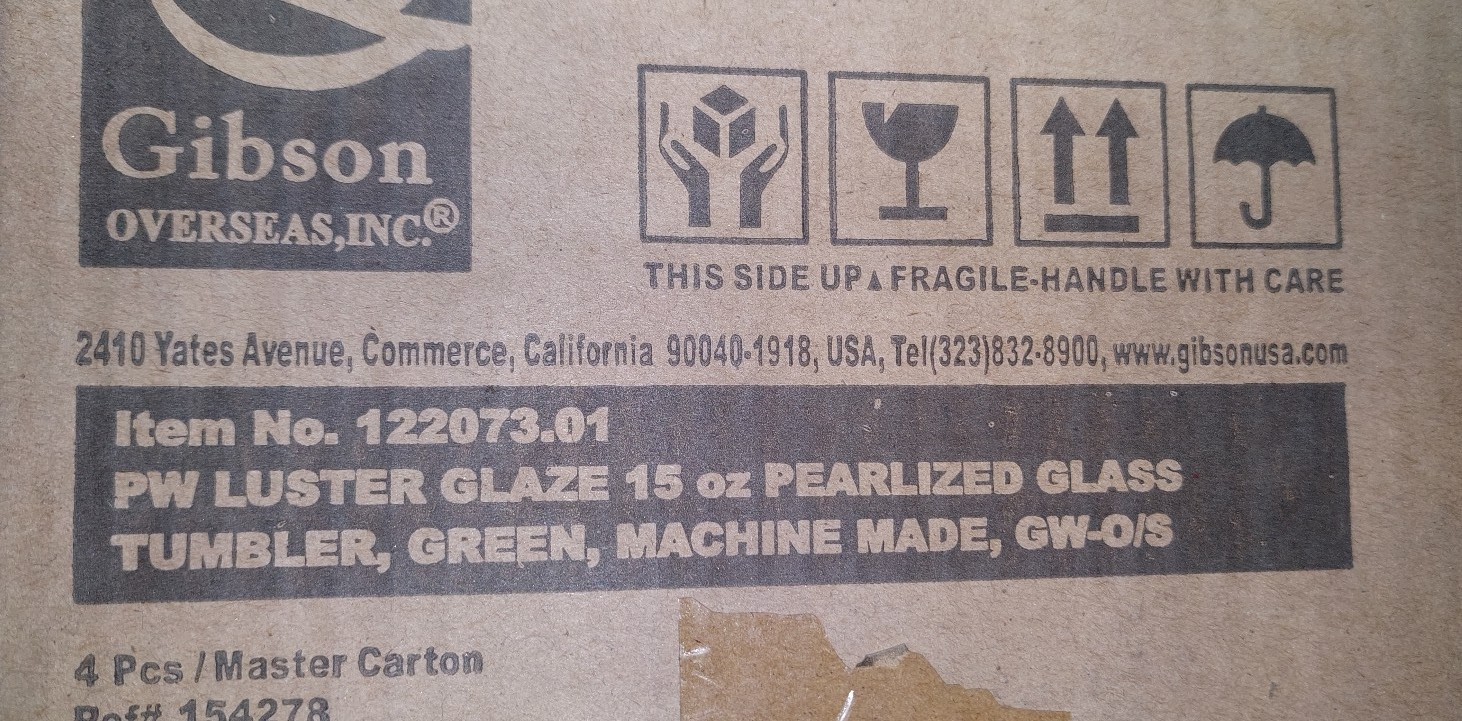 Gibson
OVERSEAS,INC.®
THIS SIDE UP▲FRAGILE-HANDLE WITH CARE
2410 Yates Avenue, Commerce, California 90040-1918, USA, Tel(323)832-8900, www.gibsonusa.com
Item No. 122073.01
PW LUSTER GLAZE 15 oz PEARLIZED GLASS
TUMBLER, GREEN, MACHINE MADE, GW-O/S
4 Pcs / Master Carton
Ref# 154278